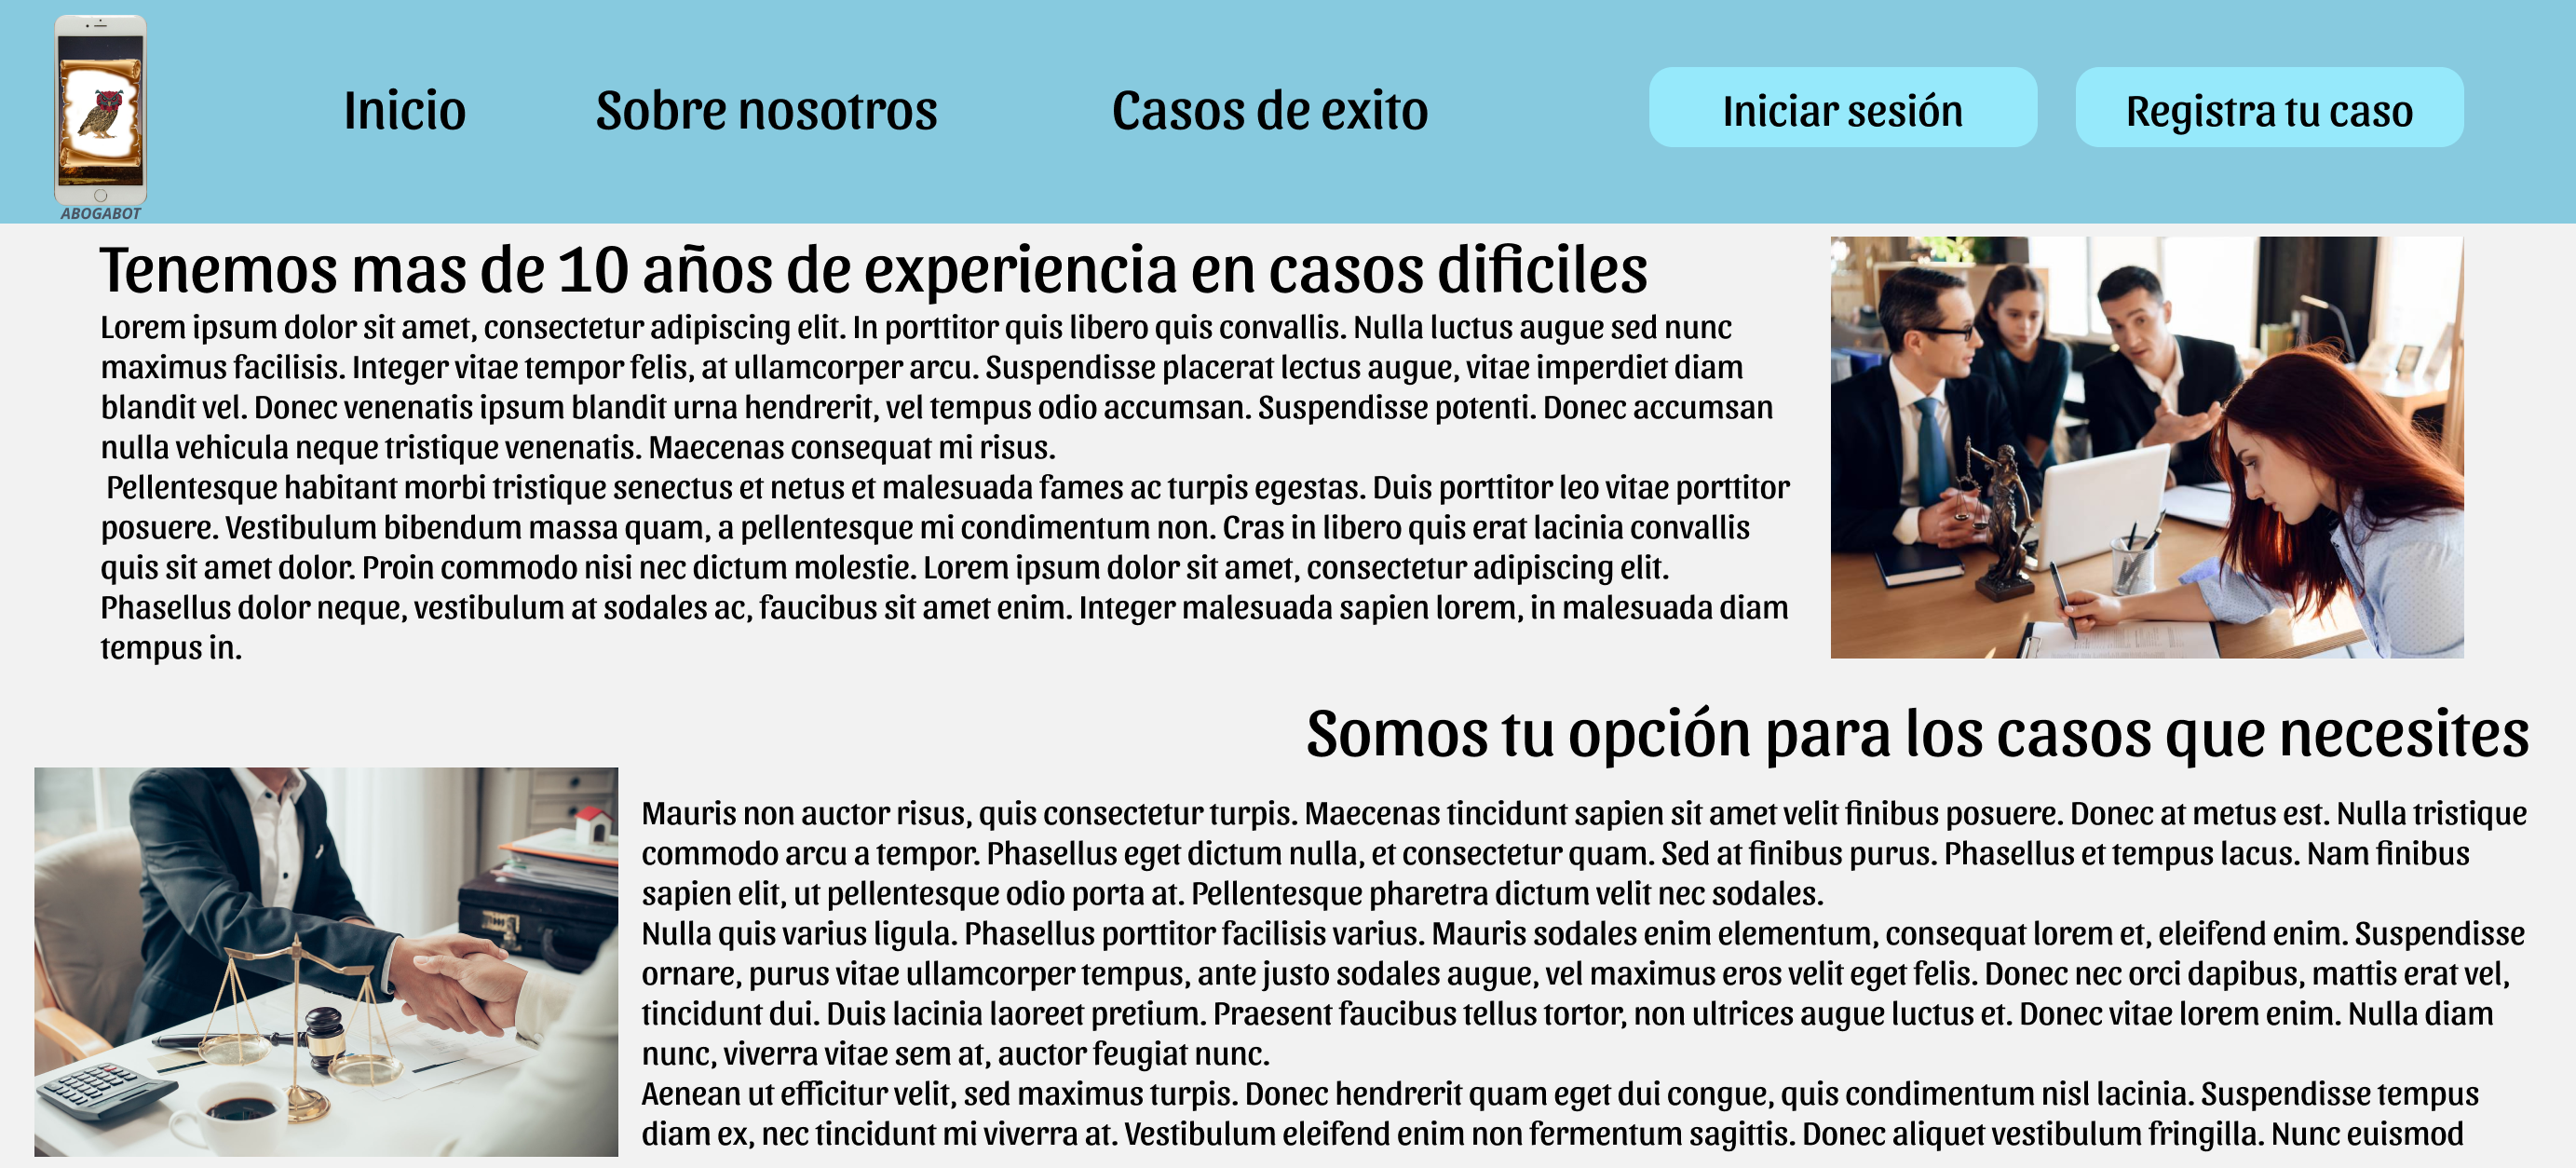 Inicio
Sobre nosotros
Casos de exito
Iniciar sesión
Registra tu caso
ABOGABOT
Tenemos mas de 10 años de experiencia en casos dificiles
Lorem ipsum dolor sit amet, consectetur adipiscing elit. In porttitor quis libero quis convallis. Nulla luctus augue sed nunc
maximus facilisis. Integer vitae tempor felis, at ullamcorper arcu. Suspendisse placerat lectus augue, vitae imperdiet diam
blandit vel. Donec venenatis ipsum blandit urna hendrerit, vel tempus odio accumsan. Suspendisse potenti. Donec accumsan
nulla vehicula neque tristique venenatis. Maecenas consequat mi risus.
Pellentesque habitant morbi tristique senectus et netus et malesuada fames ac turpis egestas. Duis porttitor leo vitae porttitor
posuere. Vestibulum bibendum massa quam, a pellentesque mi condimentum non. Cras in libero quis erat lacinia convallis
quis sit amet dolor. Proin commodo nisi nec dictum molestie. Lorem ipsum dolor sit amet, consectetur adipiscing elit.
Phasellus dolor neque, vestibulum at sodales ac, faucibus sit amet enim. Integer malesuada sapien lorem, in malesuada diam
tempus in.
Somos tu opción para los casos que necesites
Mauris non auctor risus, quis consectetur turpis. Maecenas tincidunt sapien sit amet velit finibus posuere. Donec at metus est. Nulla tristique
commodo arcu a tempor. Phasellus eget dictum nulla, et consectetur quam. Sed at finibus purus. Phasellus et tempus lacus. Nam finibus
sapien elit, ut pellentesque odio porta at. Pellentesque pharetra dictum velit nec sodales.
Nulla quis varius ligula. Phasellus porttitor facilisis varius. Mauris sodales enim elementum, consequat lorem et, eleifend enim. Suspendisse
ornare, purus vitae ullamcorper tempus, ante justo sodales augue, vel maximus eros velit eget felis. Donec nec orci dapibus, mattis erat vel,
tincidunt dui. Duis lacinia laoreet pretium. Praesent faucibus tellus tortor, non ultrices augue luctus et. Donec vitae lorem enim. Nulla diam
nunc, viverra vitae sem at, auctor feugiat nunc.
Aenean ut efficitur velit, sed maximus turpis. Donec hendrerit quam eget dui congue, quis condimentum nisl lacinia. Suspendisse tempus
diam ex, nec tincidunt mi viverra at. Vestibulum eleifend enim non fermentum sagittis. Donec aliquet vestibulum fringilla. Nunc euismod